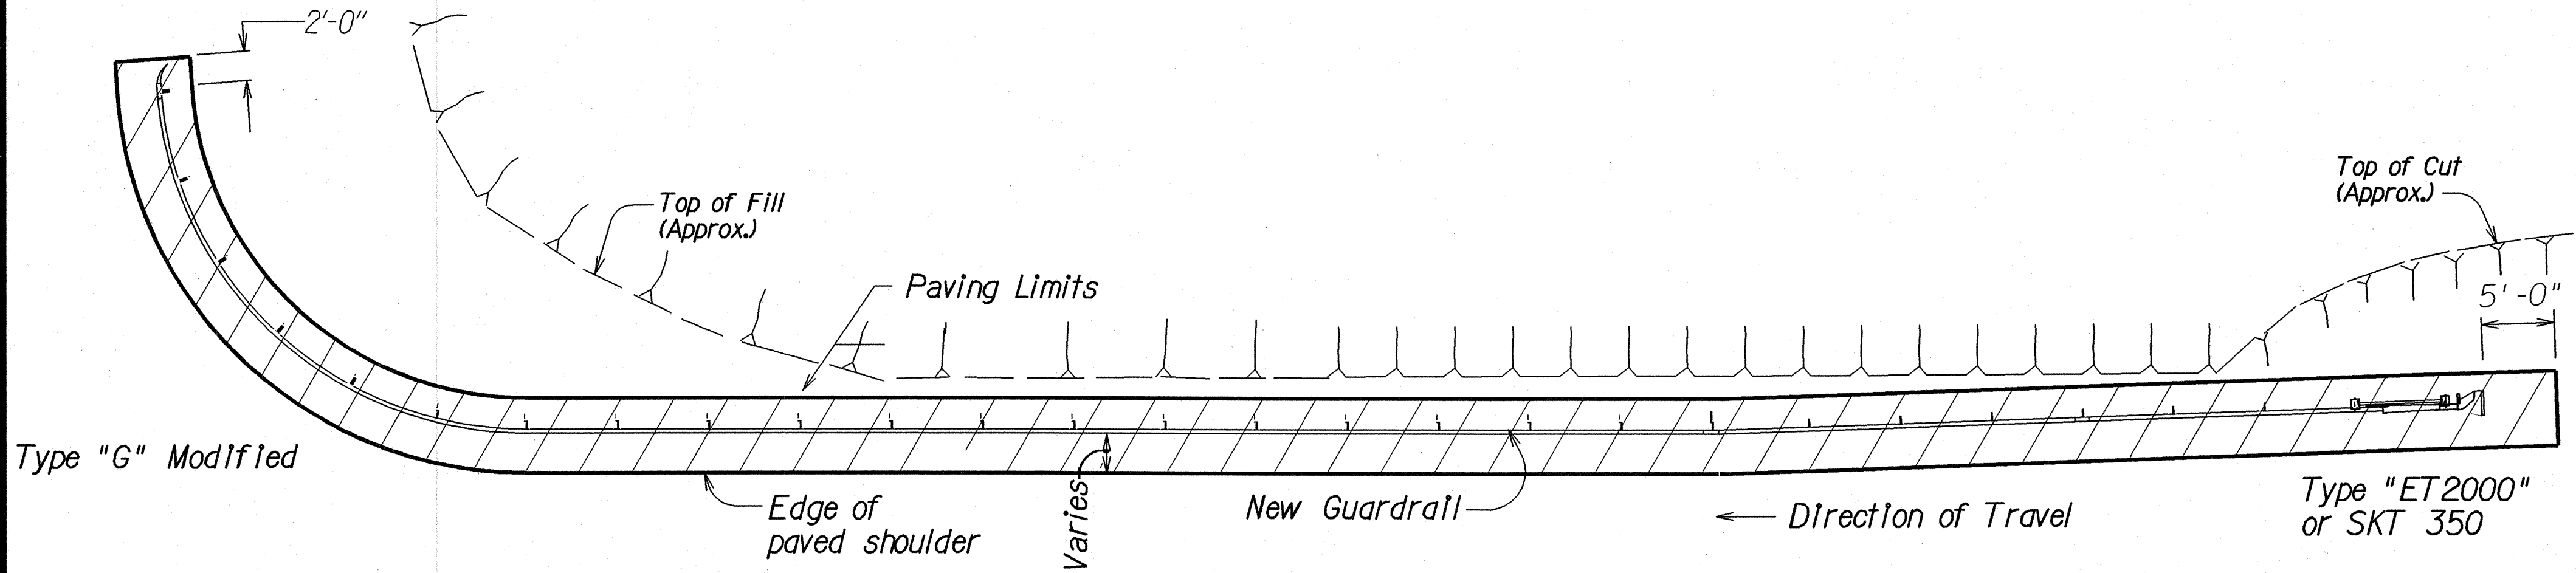 2'-0"
Top of Fill
(Approx.)
Paving Limits
Top of Cut
(Approx.)
5'-0"
Type "G" Modified
Edge of
paved shoulder
Varies
New Guardrail
Direction of Travel
Type "ET2000"
or SKT 350